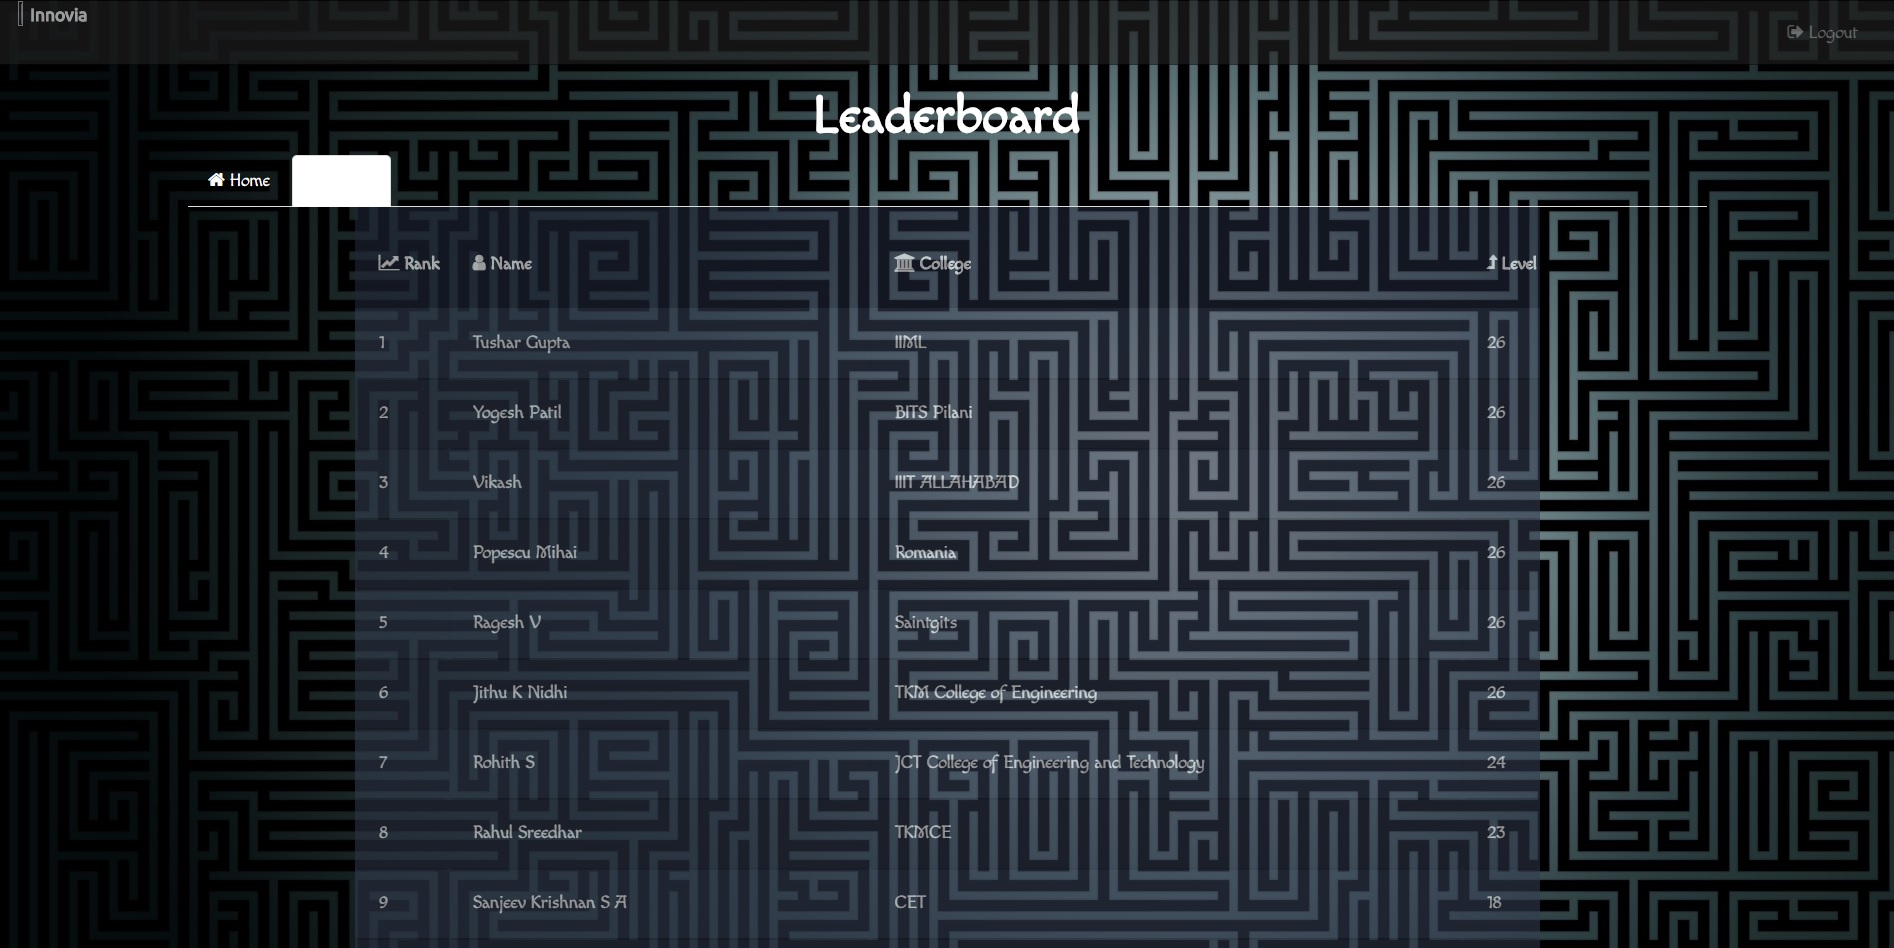 Innovia
Logout
Leaderboard
Home
Rank Name College Level
1 Tushar Gupta IIML 26
2 Yogesh Patil BITS Pilani 26
3 Vikash IIIT ALLAHABAD 26
4 Popescu Mihai Romania 26
5 Ragesh V Saintgits 26
6 Jithu K Nidhi TKM College of Engineering 26
7 Rohith S JCT College of Engineering and Technology 24
8 Rahul Sreedhar TKMCE 23
9 Sanjeev Krishnan S A CET 18